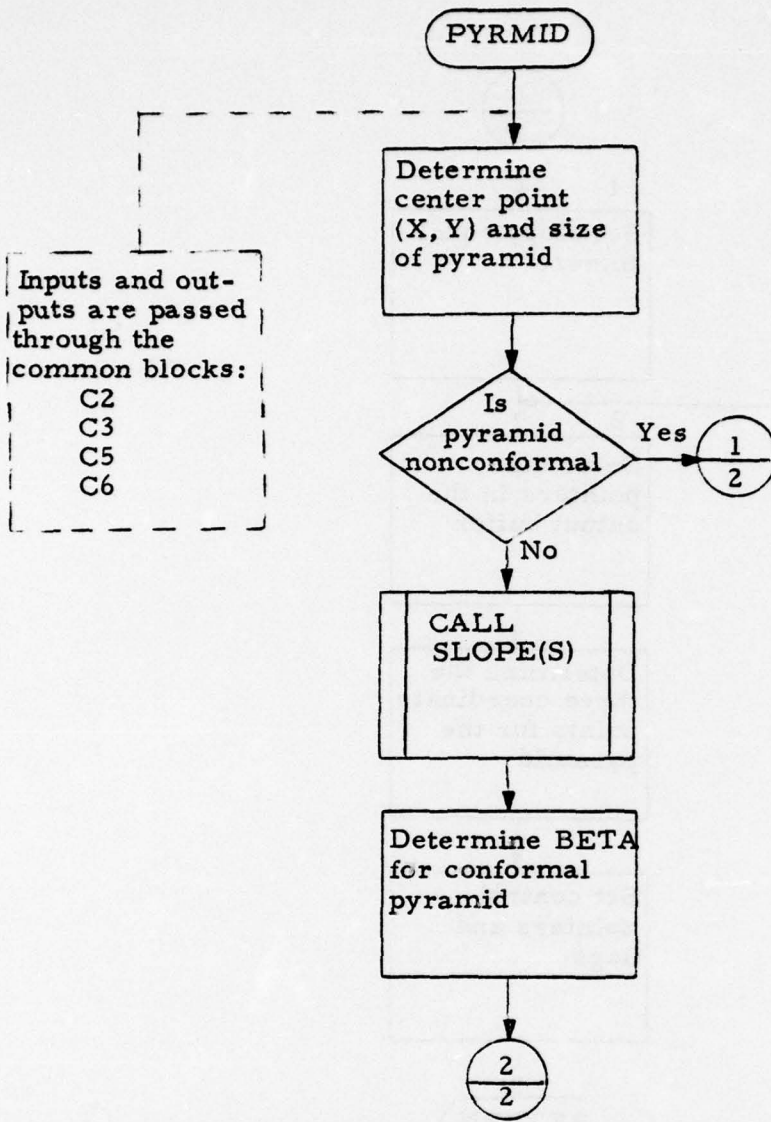 PYRMID
Determine
center point
(X, Y) and size
of pyramid
Inputs and out-
puts are passed
through the
common blocks:
C2
C3
C5
C6
Is
pyramid
nonconformal
Yes
1
2
No
CALL
SLOPE(S)
Determine BETA
for conformal
pyramid
2
2